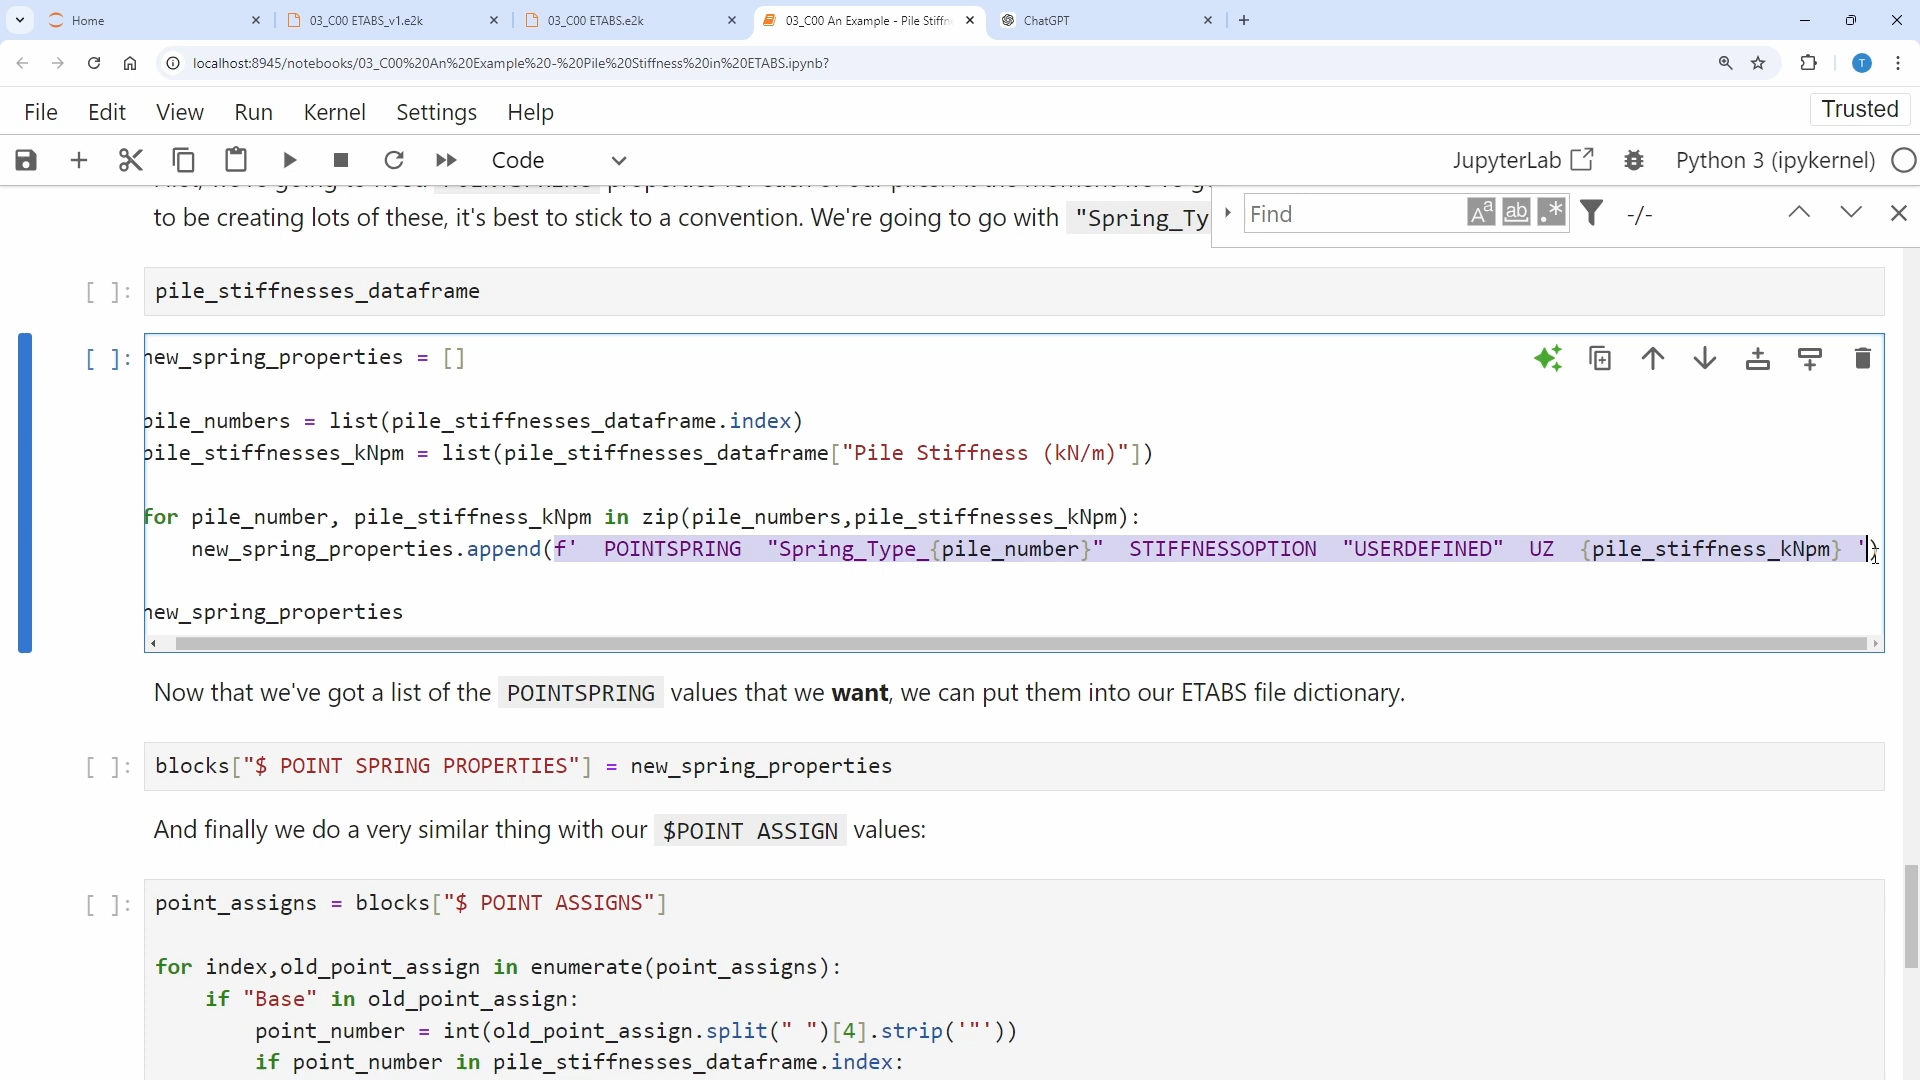 Home
03_C00 ETABS_v1.e2k
03_C00 ETABS.e2k
03_C00 An Example - Pile Stiffn
ChatGPT
localhost:8945/notebooks/03_C00%20An%20Example%20-%20Pile%20Stiffness%20in%20ETABS.ipynb?
T
File Edit View Run Kernel Settings Help
Trusted
Code
JupyterLab
Python 3 (ipykernel)
to be creating lots of these, it's best to stick to a convention. We're going to go with "Spring_Ty
Find
-/-
[ ]: pile_stiffnesses_dataframe
[ ]: new_spring_properties = []
pile_numbers = list(pile_stiffnesses_dataframe.index)
pile_stiffnesses_kNpm = list(pile_stiffnesses_dataframe["Pile Stiffness (kN/m)"])
for pile_number, pile_stiffness_kNpm in zip(pile_numbers,pile_stiffnesses_kNpm):
new_spring_properties.append(f'  POINTSPRING  "Spring_Type_{pile_number}"  STIFFNESSOPTION  "USERDEFINED"  UZ  {pile_stiffness_kNpm} ')
new_spring_properties
Now that we've got a list of the POINTSPRING values that we want, we can put them into our ETABS file dictionary.
[ ]: blocks["$ POINT SPRING PROPERTIES"] = new_spring_properties
And finally we do a very similar thing with our $POINT ASSIGN values:
[ ]: point_assigns = blocks["$ POINT ASSIGNS"]
for index,old_point_assign in enumerate(point_assigns):
if "Base" in old_point_assign:
point_number = int(old_point_assign.split(" ")[4].strip('"'))
if point_number in pile_stiffnesses_dataframe.index: